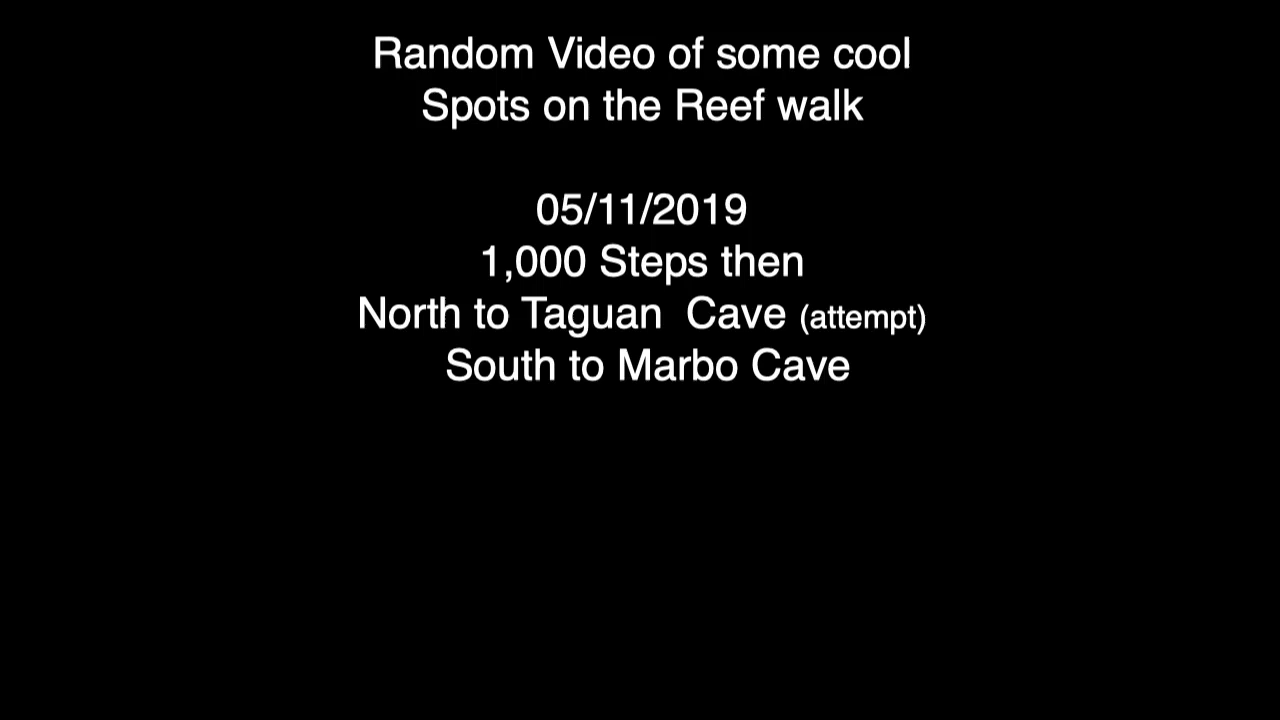 Random Video of some cool
Spots on the Reef walk
05/11/2019
1,000 Steps then
North to Taguan  Cave (attempt)
South to Marbo Cave